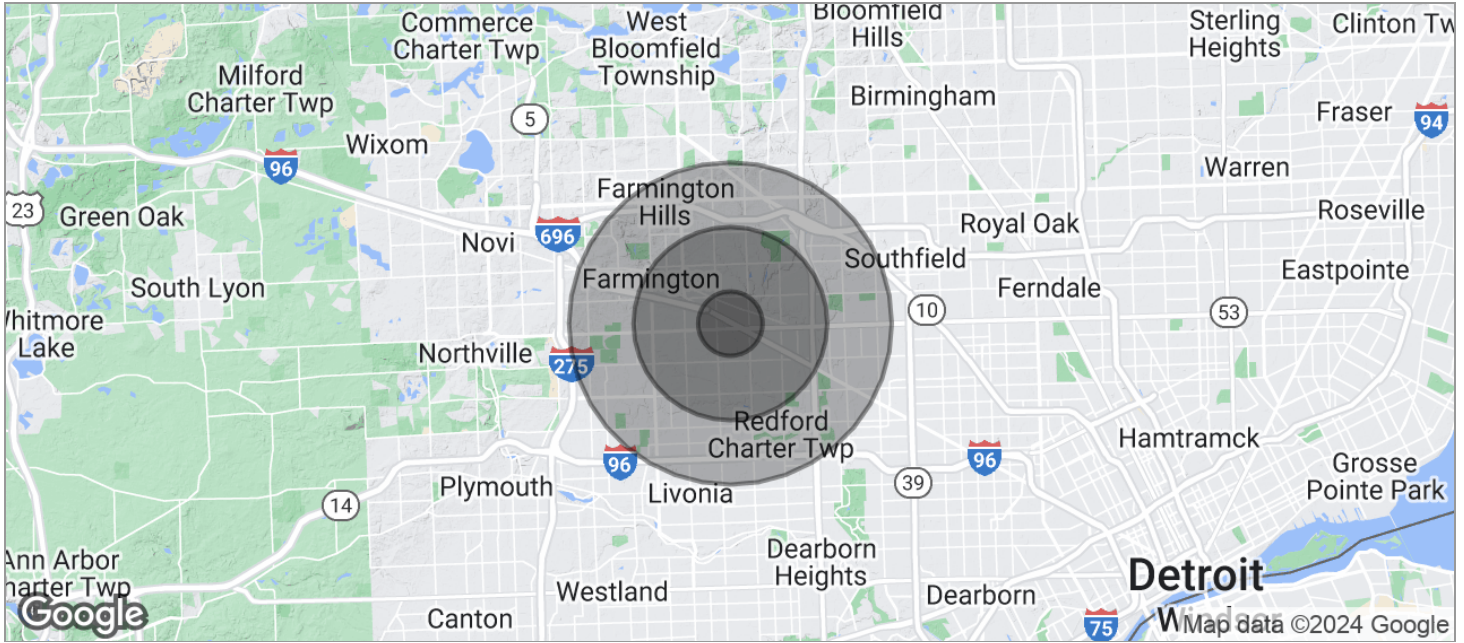 Commerce
Charter Twp
West
Bloomfield
Township
Bloomfield
Hills
Sterling
Heights
Clinton Tw
Milford
Charter Twp
Birmingham
5
Fraser
94
Wixom
96
Warren
Farmington
Hills
23
Green Oak
Royal Oak
Roseville
Novi
696
Southfield
Eastpointe
South Lyon
Farmington
Ferndale
10
53
Whitmore
Lake
Northville
275
Redford
Charter Twp
Hamtramck
96
96
Grosse
Pointe Park
Plymouth
Livonia
39
14
Ann Arbor
harter Twp
Dearborn
Heights
Detroit
Westland
Dearborn
Google
Canton
75
Windsor
Map data ©2024 Google